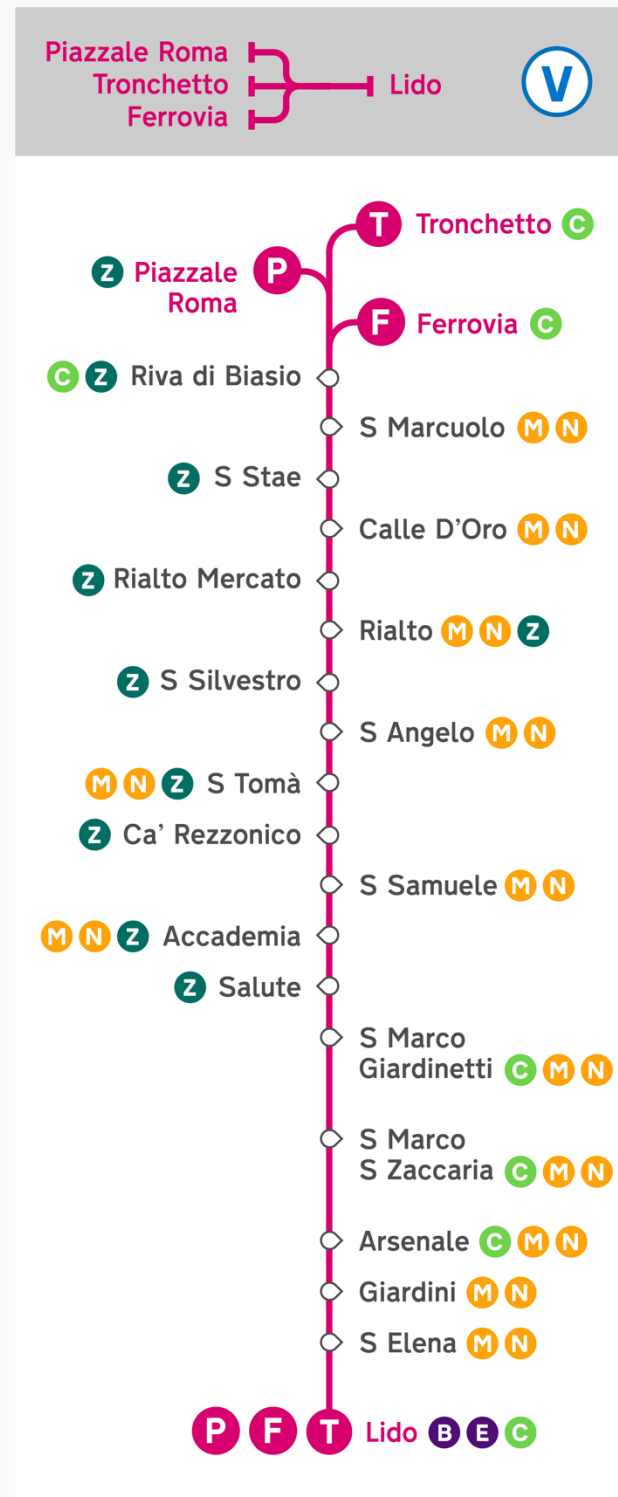 Piazzale Roma
Tronchetto
Ferrovia
Lido
V
T Tronchetto C
Z Piazzale P
Roma
F Ferrovia C
C Z Riva di Biasio
S Marcuolo M N
Z S Stae
Calle D'Oro M N
Z Rialto Mercato
Rialto M N Z
Z S Silvestro
S Angelo M N
M N Z S Tomà
Z Ca' Rezzonico
S Samuele M N
M N Z Accademia
Z Salute
S Marco
Giardinetti C M N
S Marco
S Zaccaria C M N
Arsenale C M N
Giardini M N
S Elena M N
P F T Lido B E C